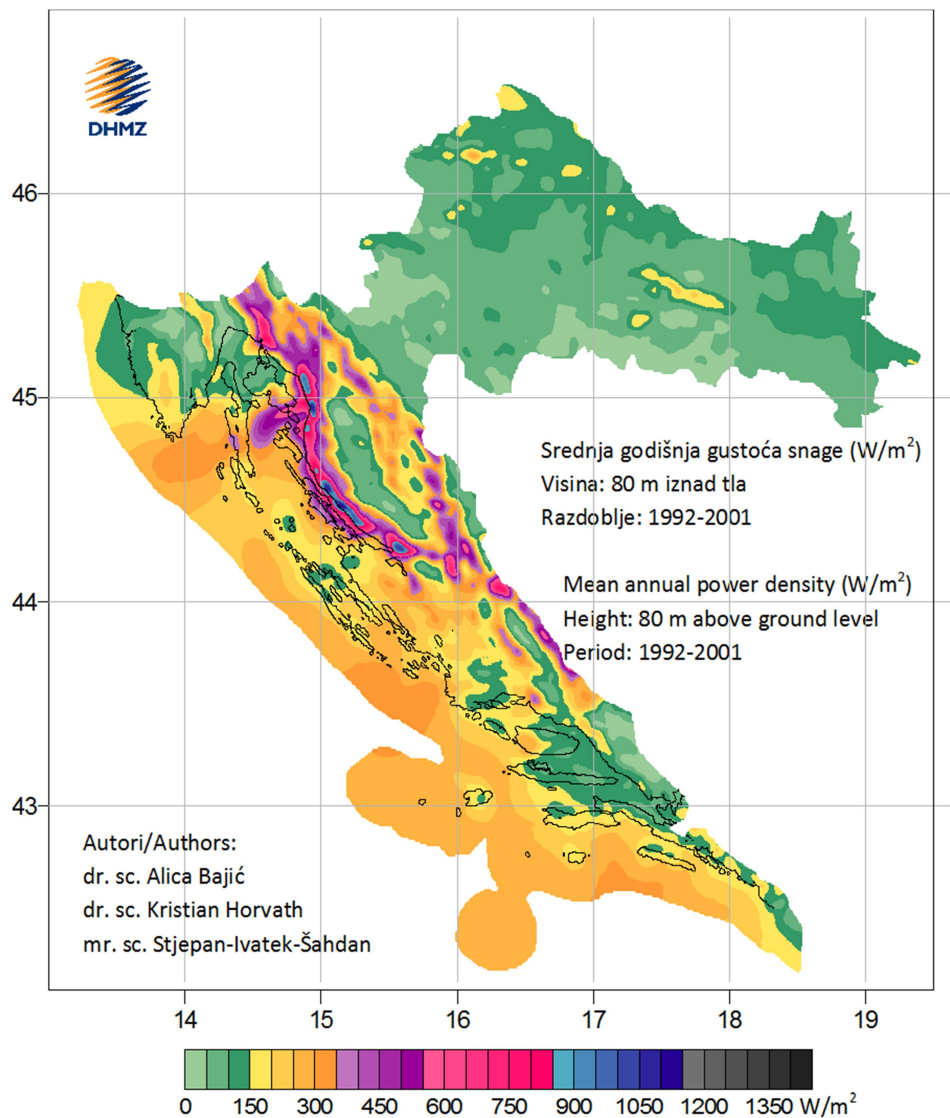 DHMZ
46
45
44
43
Srednja godišnja gustoća snage (W/m²)
Visina: 80 m iznad tla
Razdoblje: 1992-2001
Mean annual power density (W/m²)
Height: 80 m above ground level
Period: 1992-2001
Autori/Authors:
dr. sc. Alica Bajić
dr. sc. Kristian Horvath
mr. sc. Stjepan-Ivatek-Šahdan
14 15 16 17 18 19
0 150 300 450 600 750 900 1050 1200 1350 W/m²